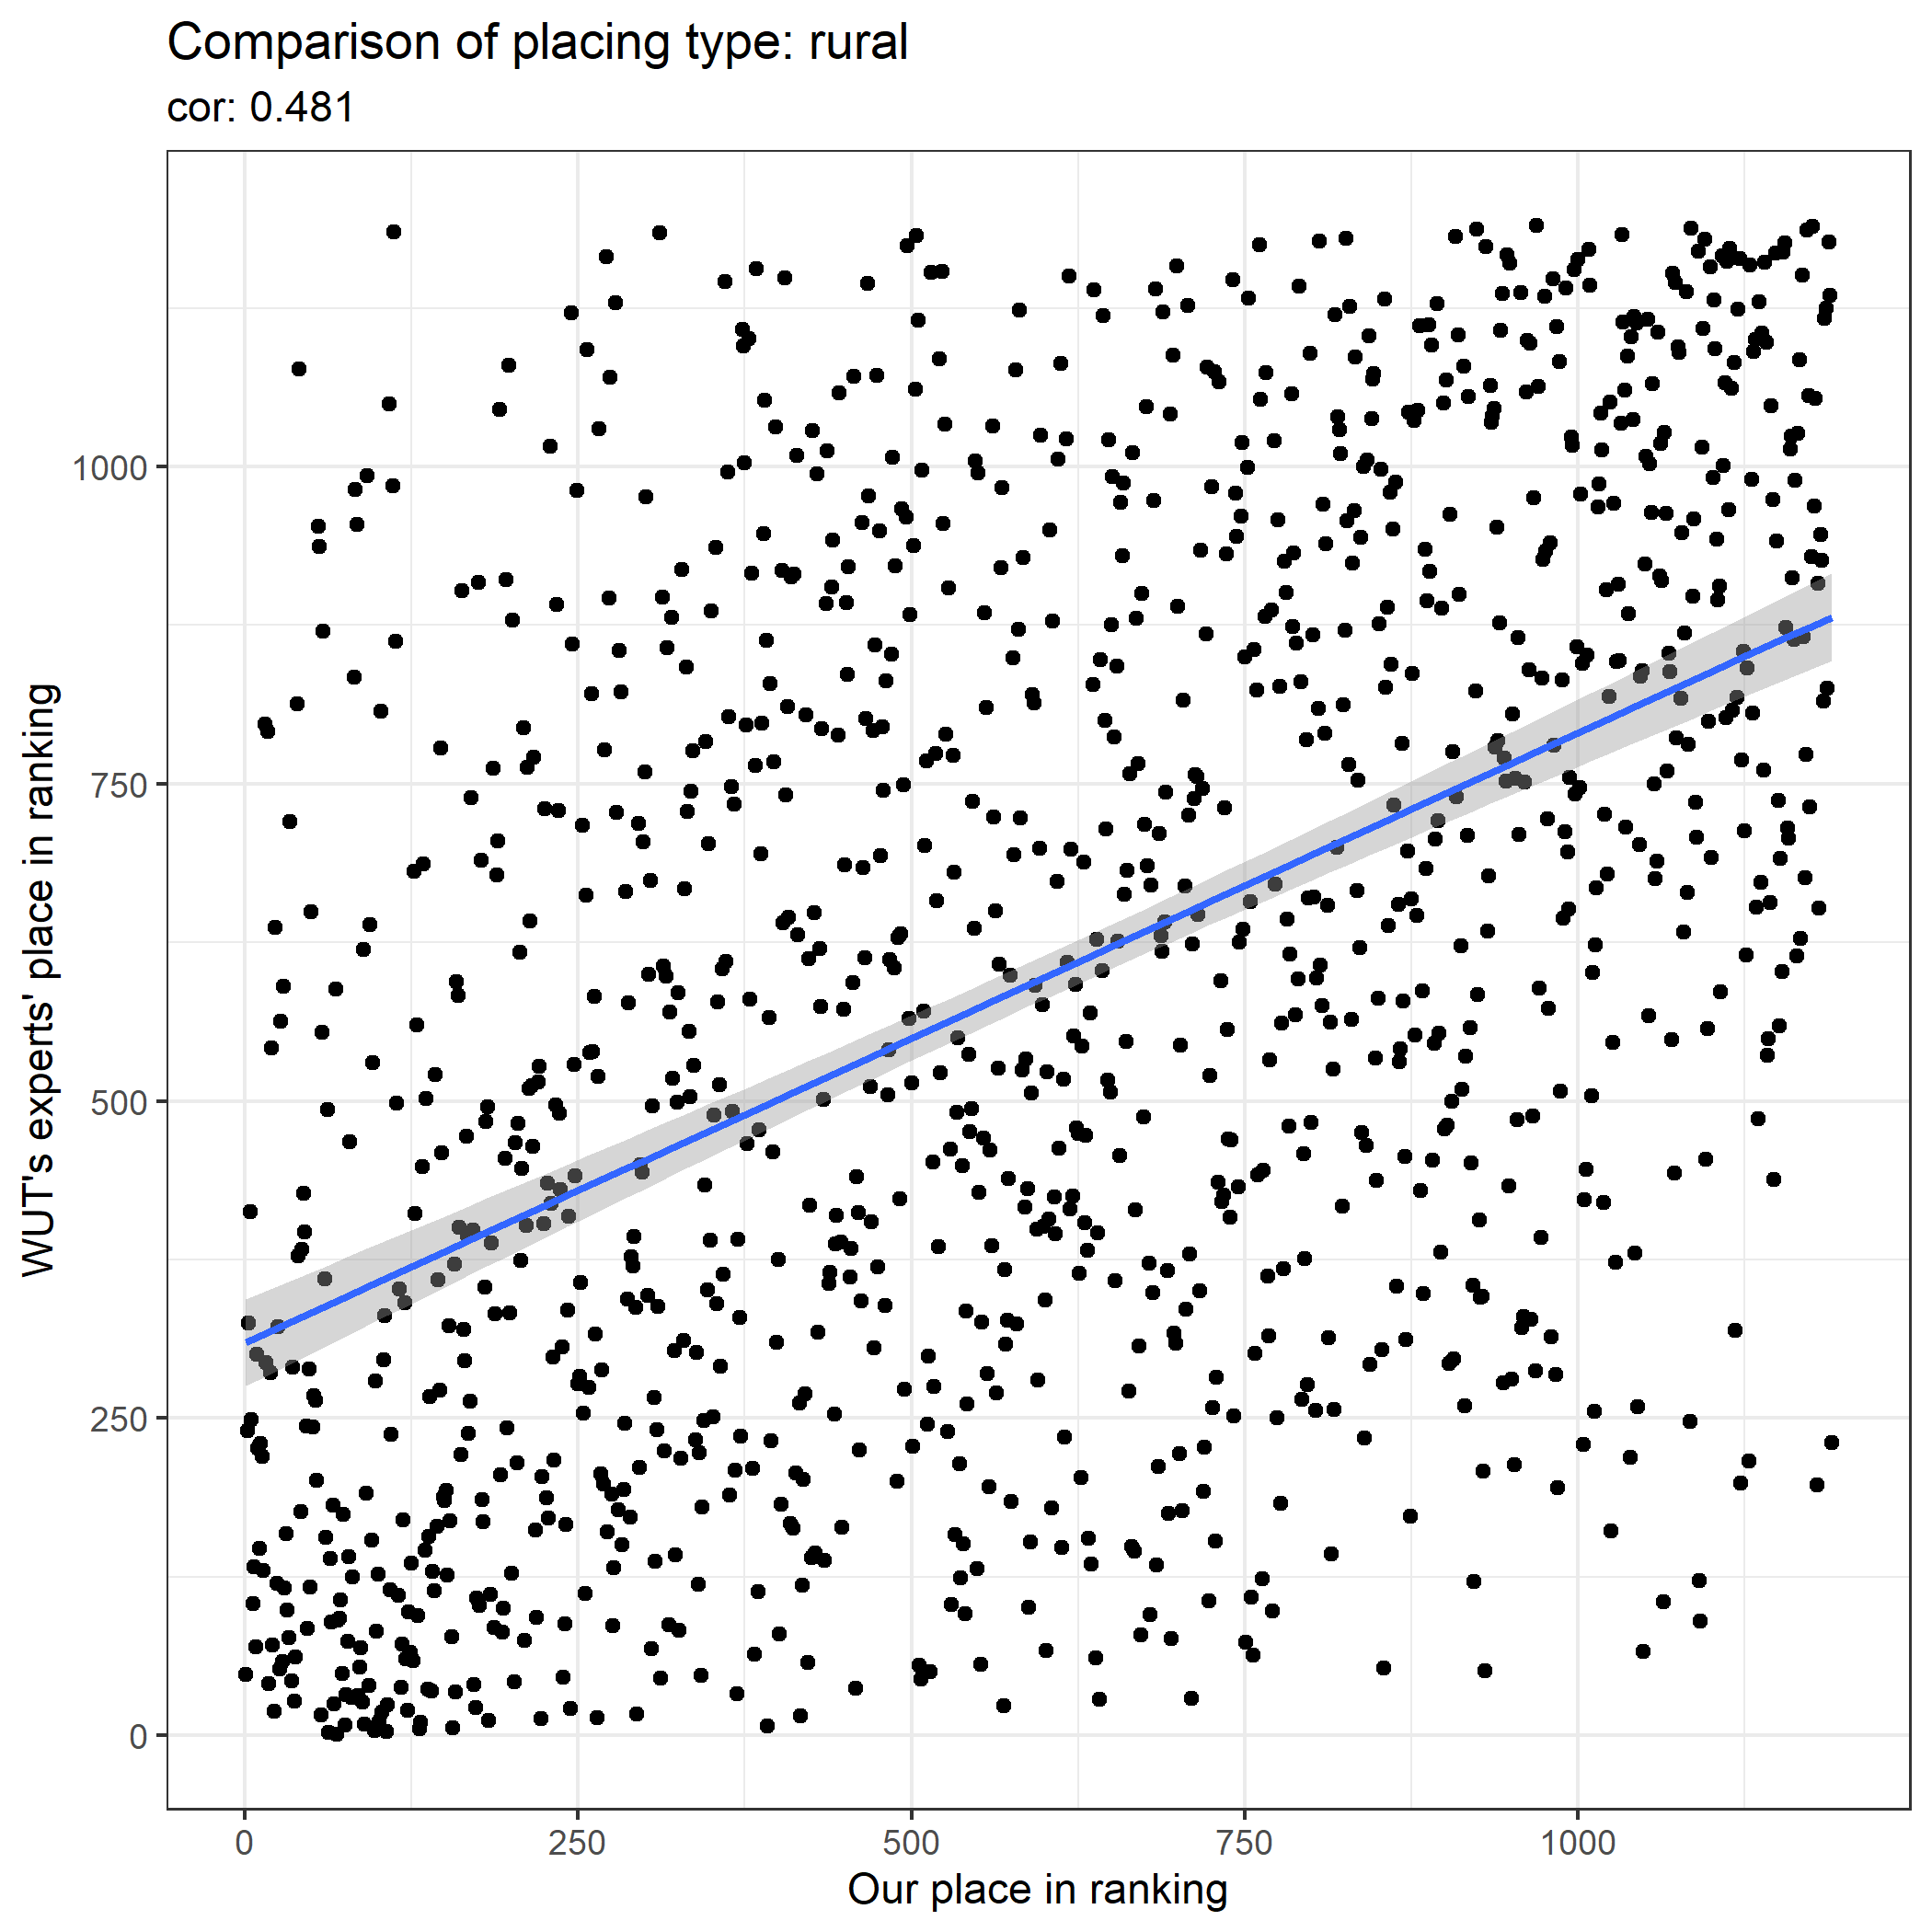 Comparison of placing type: rural
cor: 0.481
WUT's experts' place in ranking
1000
750
500
250
0
0 250 500 750 1000
Our place in ranking